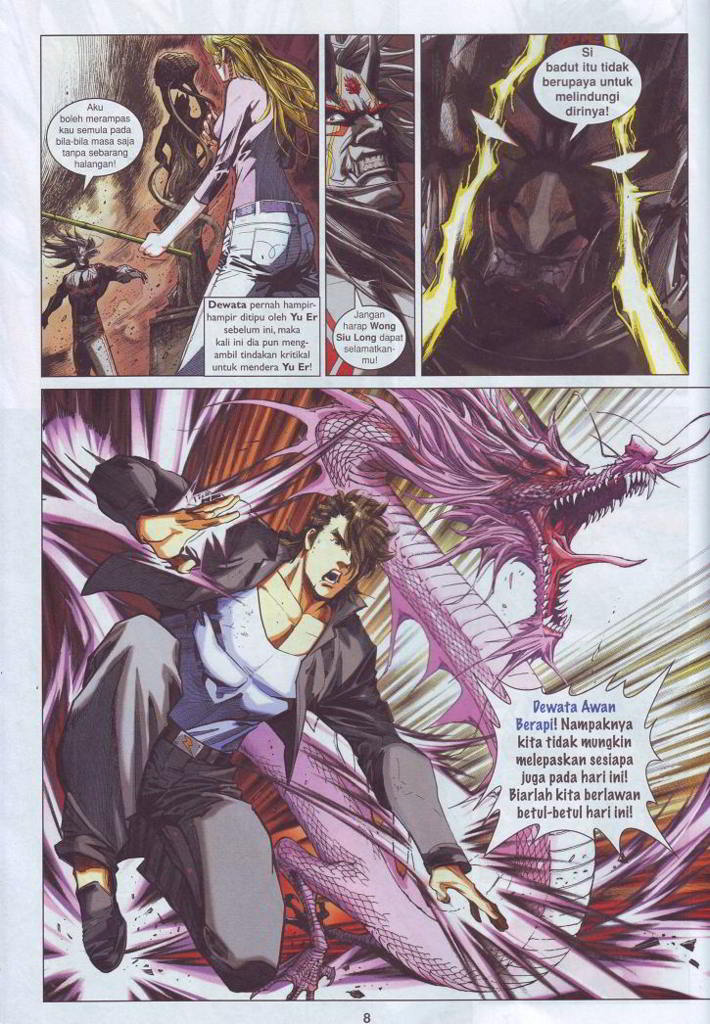 Aku
boleh merampas
kau semula pada
bila-bila masa saja
tanpa sebarang
halangan!
Dewata pernah hampir-
hampir ditipu oleh Yu Er
sebelum ini, maka
kali ini dia pun meng-
ambil tindakan kritikal
untuk mendera Yu Er!
Jangan
harap Wong
Siu Long dapat
selamatkan-
mu!
Si
badut itu tidak
berupaya untuk
melindungi
dirinya!
Dewata Awan
Berapi! Nampaknya
kita tidak mungkin
melepaskan sesiapa
juga pada hari ini!
Biarlah kita berlawan
betul-betul hari ini!
8